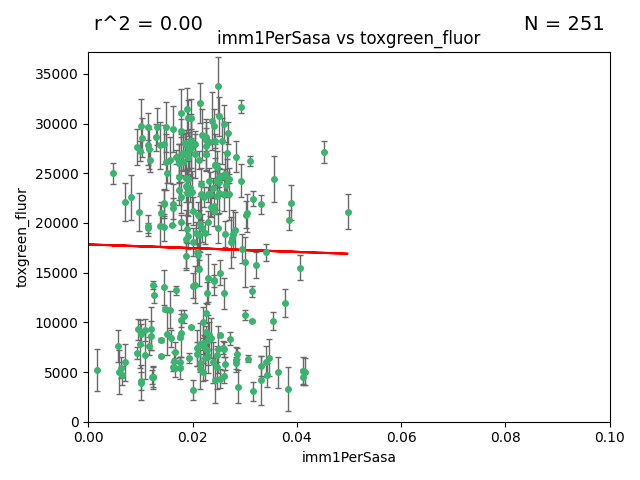 r^2 = 0.00
N = 251
imm1PerSasa vs toxgreen_fluor
35000
30000
25000
20000
15000
10000
5000
0
toxgreen_fluor
0.00
0.02
0.04
0.06
0.08
0.10
imm1PerSasa